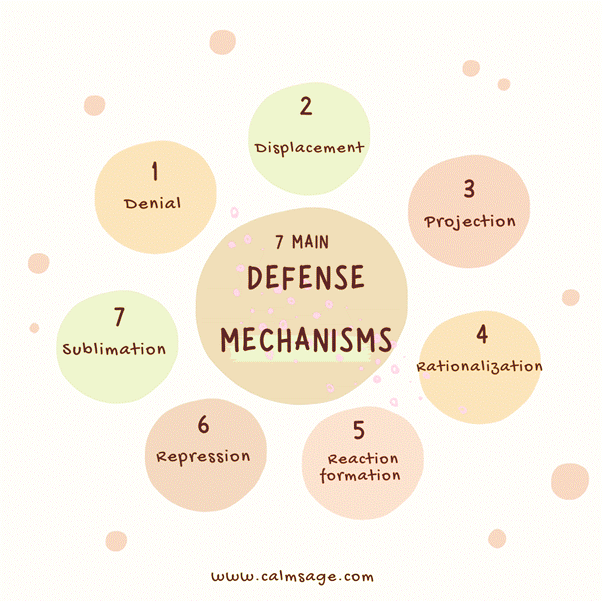 7 MAIN
DEFENSE
MECHANISMS
1
Denial
2
Displacement
3
Projection
4
Rationalization
5
Reaction
formation
6
Repression
7
Sublimation
www.calmsage.com